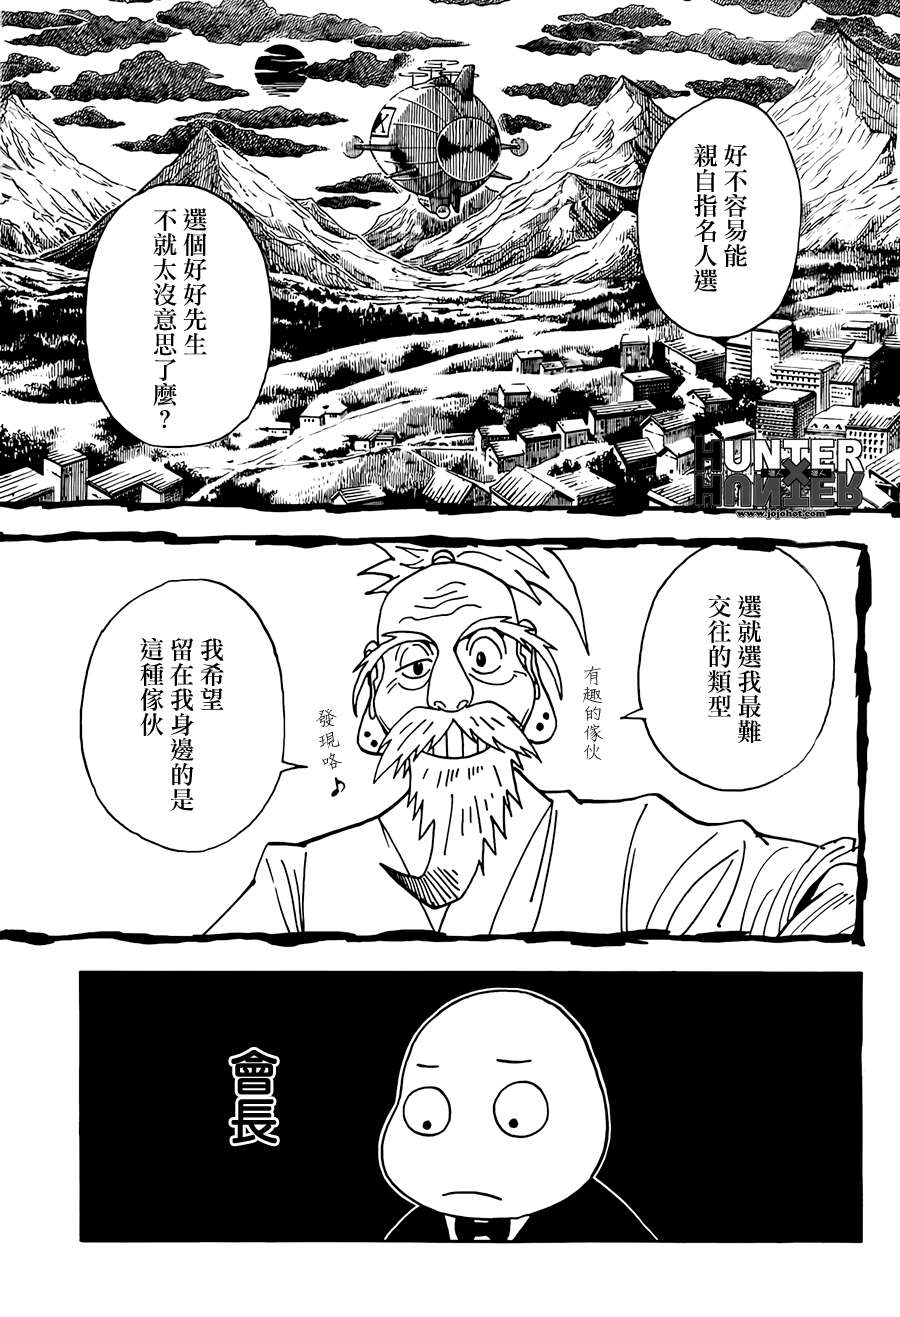 好不容易能
親自指名人選
選個好好先生
不就太沒意思了麼？
HUNTER
×
HUNTER
www.jojohot.com
選就選我最難
交往的類型
有趣的傢伙
發現咯♪
我希望
留在我身邊的是
這種傢伙
會長